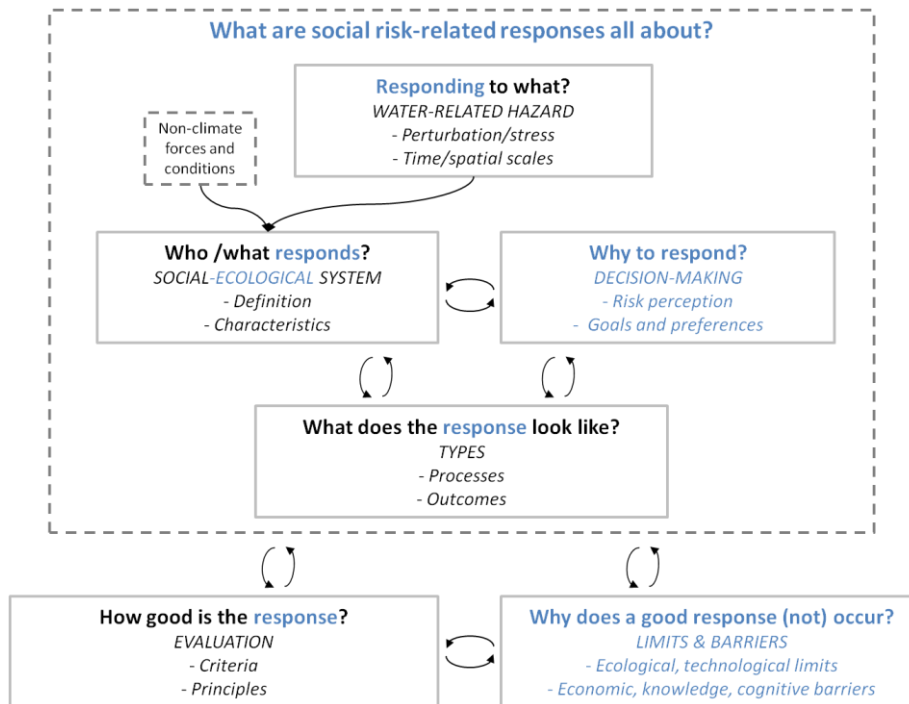 What are social risk-related responses all about?
Responding to what?
WATER-RELATED HAZARD
- Perturbation/stress
- Time/spatial scales
Non-climate
forces and
conditions
Who /what responds?
SOCIAL-ECOLOGICAL SYSTEM
- Definition
- Characteristics
Why to respond?
DECISION-MAKING
- Risk perception
- Goals and preferences
What does the response look like?
TYPES
- Processes
- Outcomes
How good is the response?
EVALUATION
- Criteria
- Principles
Why does a good response (not) occur?
LIMITS & BARRIERS
- Ecological, technological limits
- Economic, knowledge, cognitive barriers